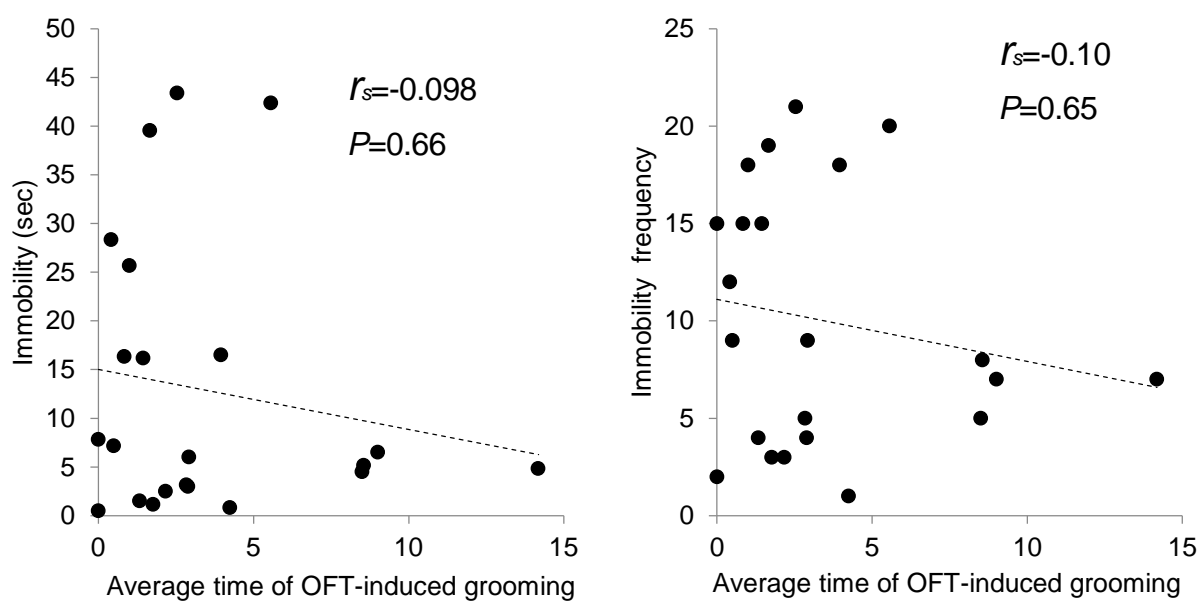 50
45
40
35
30
25
20
15
10
5
0
Immobility (sec)
rs=-0.098
P=0.66
0 5 10 15
Average time of OFT-induced grooming
25
20
15
10
5
0
Immobility frequency
rs=-0.10
P=0.65
0 5 10 15
Average time of OFT-induced grooming